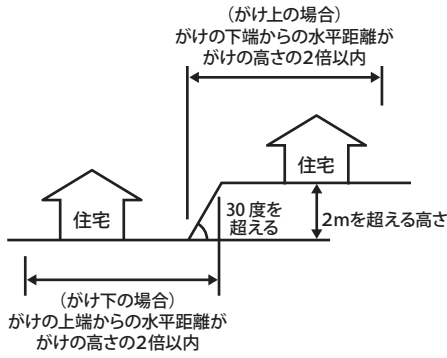 （がけ上の場合）
がけの下端からの水平距離が
がけの高さの2倍以内
住宅
住宅
30度を
超える
2mを超える高さ
（がけ下の場合）
がけの上端からの水平距離が
がけの高さの2倍以内